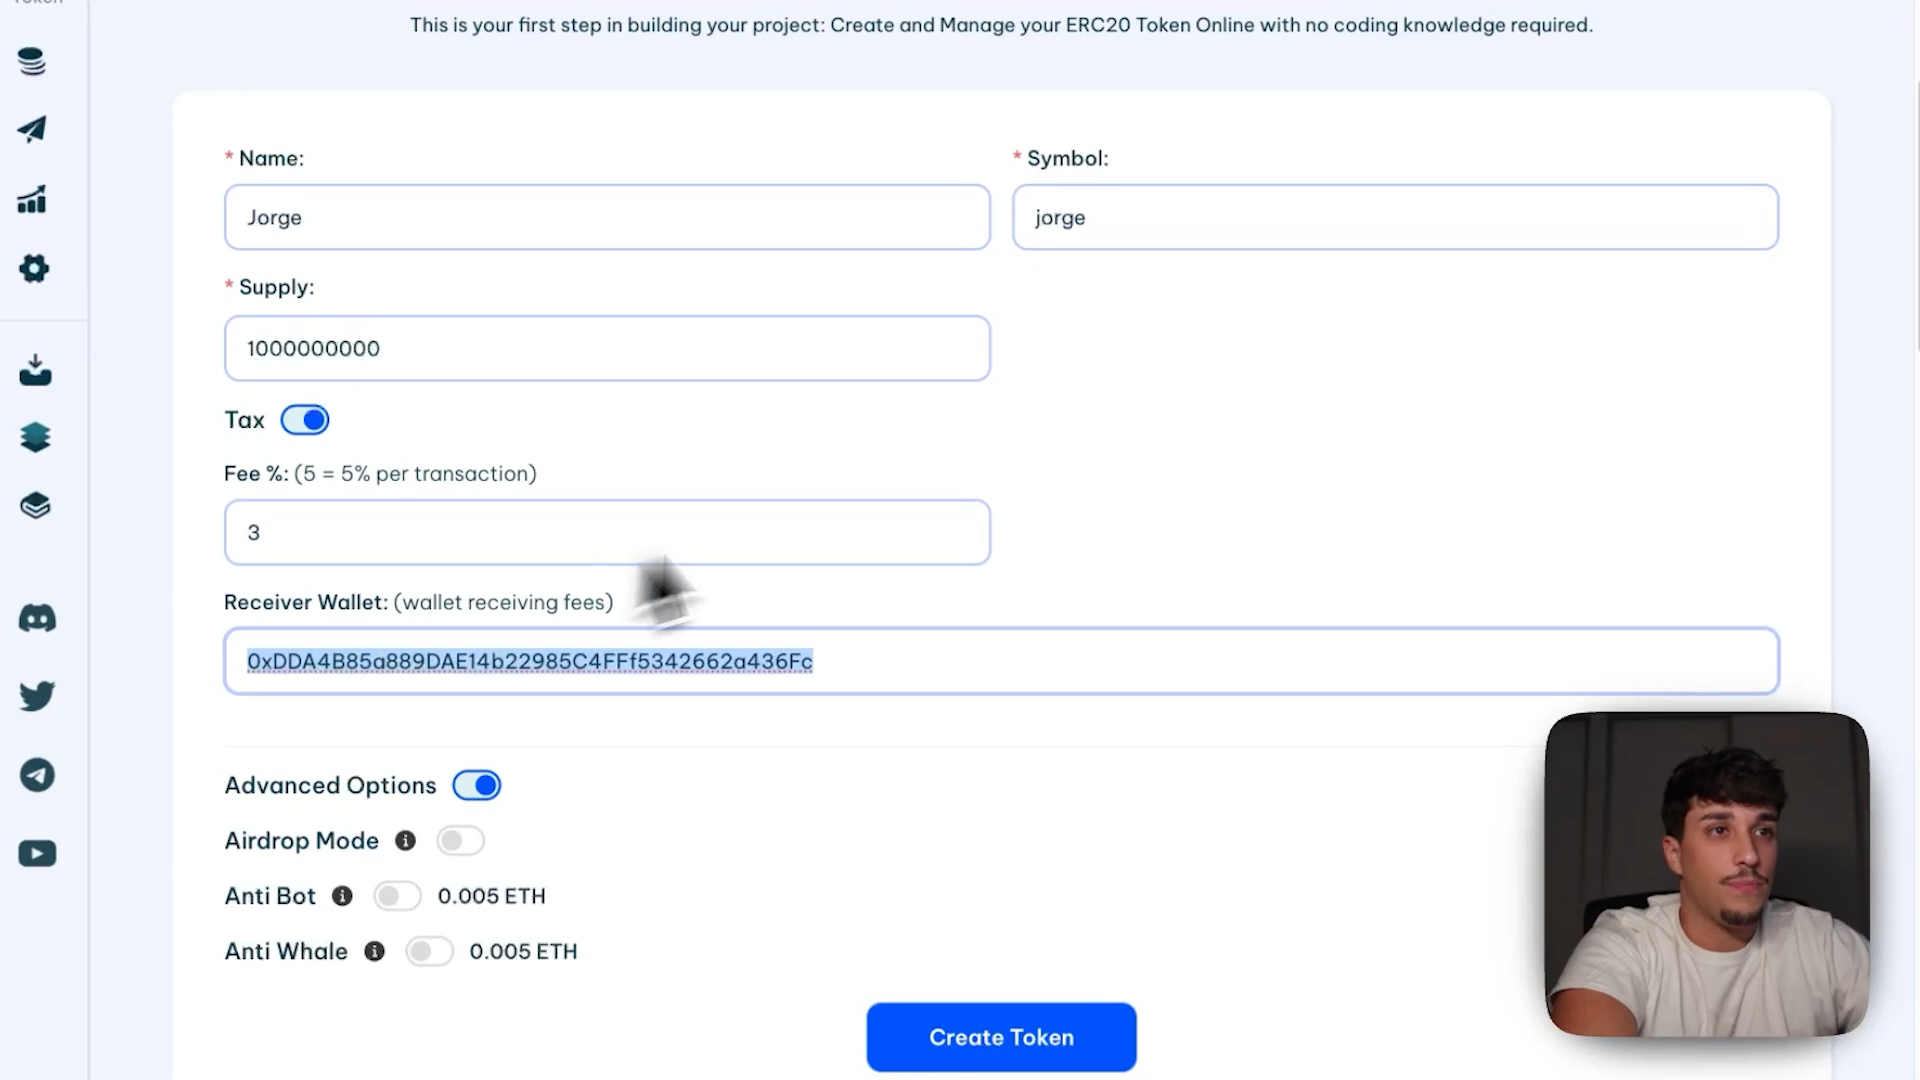 This is your first step in building your project: Create and Manage your ERC20 Token Online with no coding knowledge required.
* Name:
* Symbol:
Jorge
jorge
* Supply:
1000000000
Tax
Fee %: (5 = 5% per transaction)
3
Receiver Wallet: (wallet receiving fees)
0xDDA4B85a889DAE14b22985C4FFf5342662a436Fc
Advanced Options
Airdrop Mode
Anti Bot
0.005 ETH
Anti Whale
0.005 ETH
Create Token